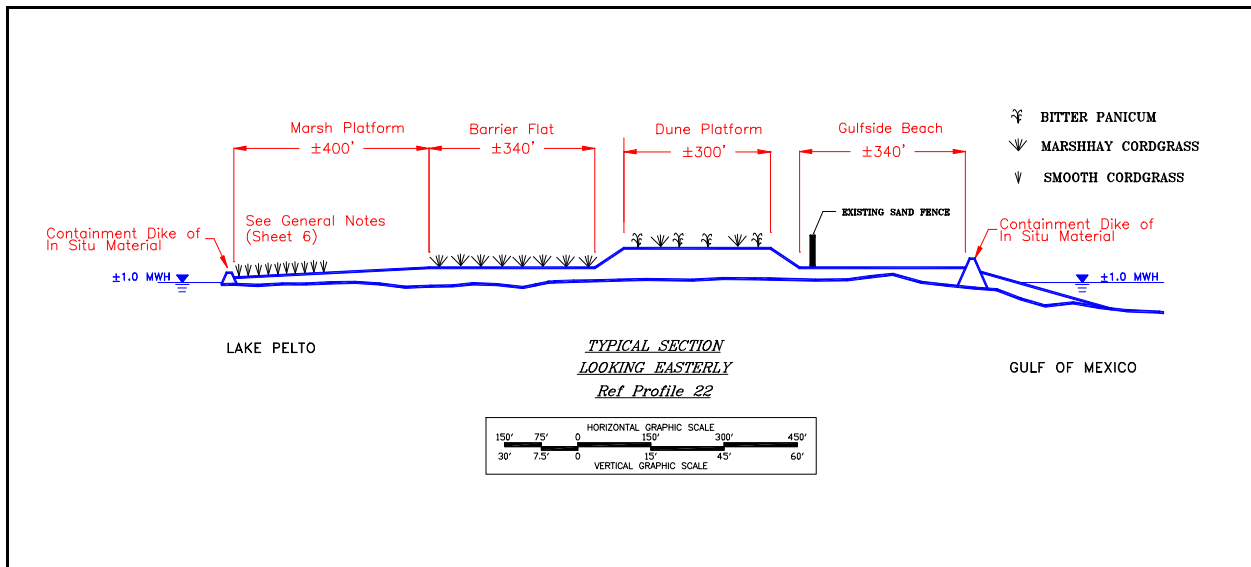 Marsh Platform
±400'
Barrier Flat
±340'
Dune Platform
±300'
Gulfside Beach
±340'
BITTER PANICUM
MARSHHAY CORDGRASS
SMOOTH CORDGRASS
See General Notes
(Sheet 6)
Containment Dike of
In Situ Material
EXISTING SAND FENCE
Containment Dike of
In Situ Material
±1.0 MWH
±1.0 MWH
LAKE PELTO
TYPICAL SECTION
LOOKING EASTERLY
Ref Profile 22
GULF OF MEXICO
HORIZONTAL GRAPHIC SCALE
150' 75' 0 150' 300' 450'
30' 7.5' 0 15' 45' 60'
VERTICAL GRAPHIC SCALE